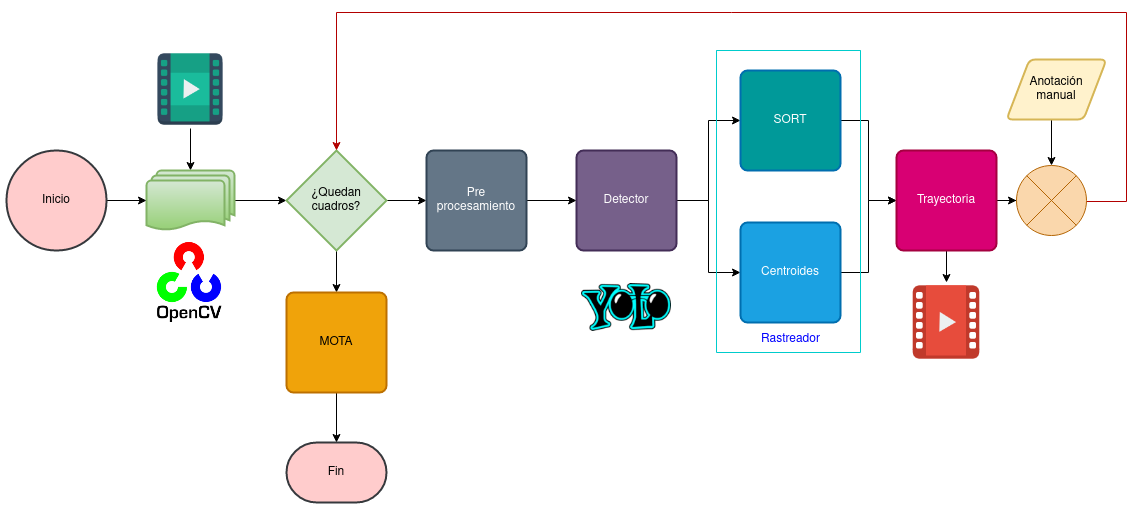 Inicio
OpenCV
¿Quedan
cuadros?
MOTA
Fin
Pre
procesamiento
Detector
YOLO
SORT
Centroides
Rastreador
Trayectoria
Anotación
manual